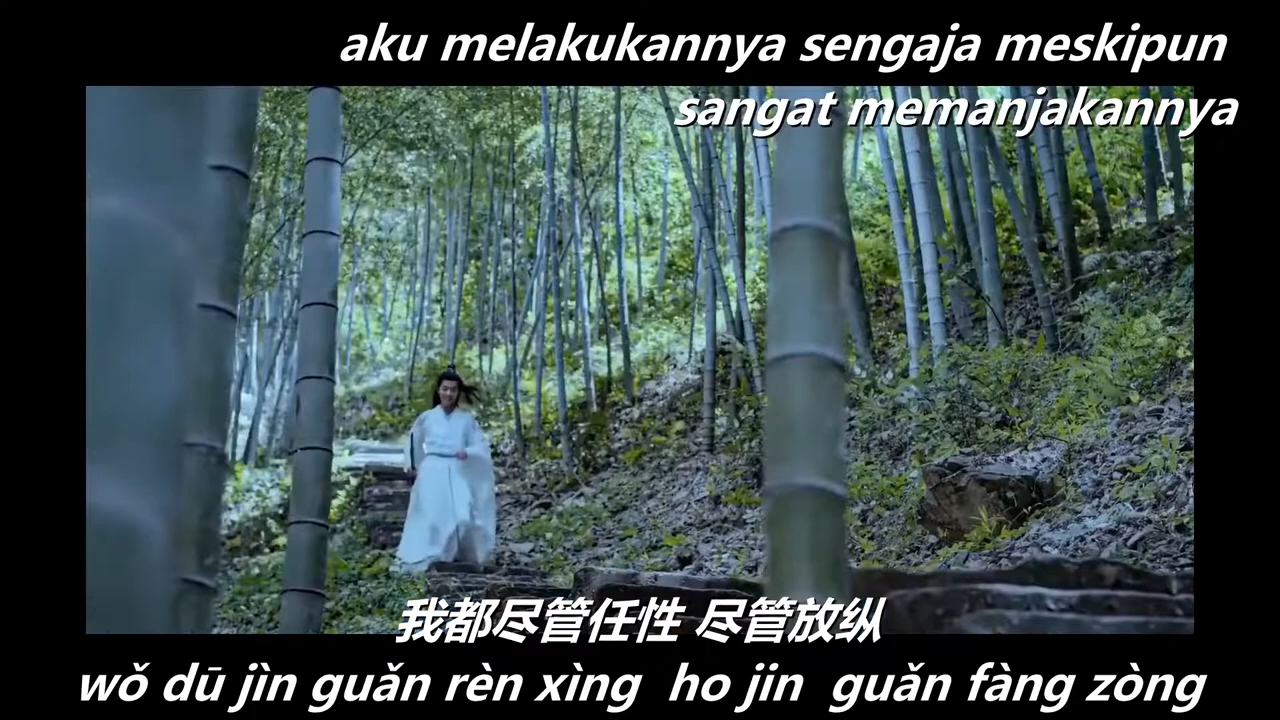 aku melakukannya sengaja meskipun
sangat memanjakannya
我都尽管任性 尽管放纵
wǒ dū jìn guǎn rèn xìng ho jin guǎn fàng zòng